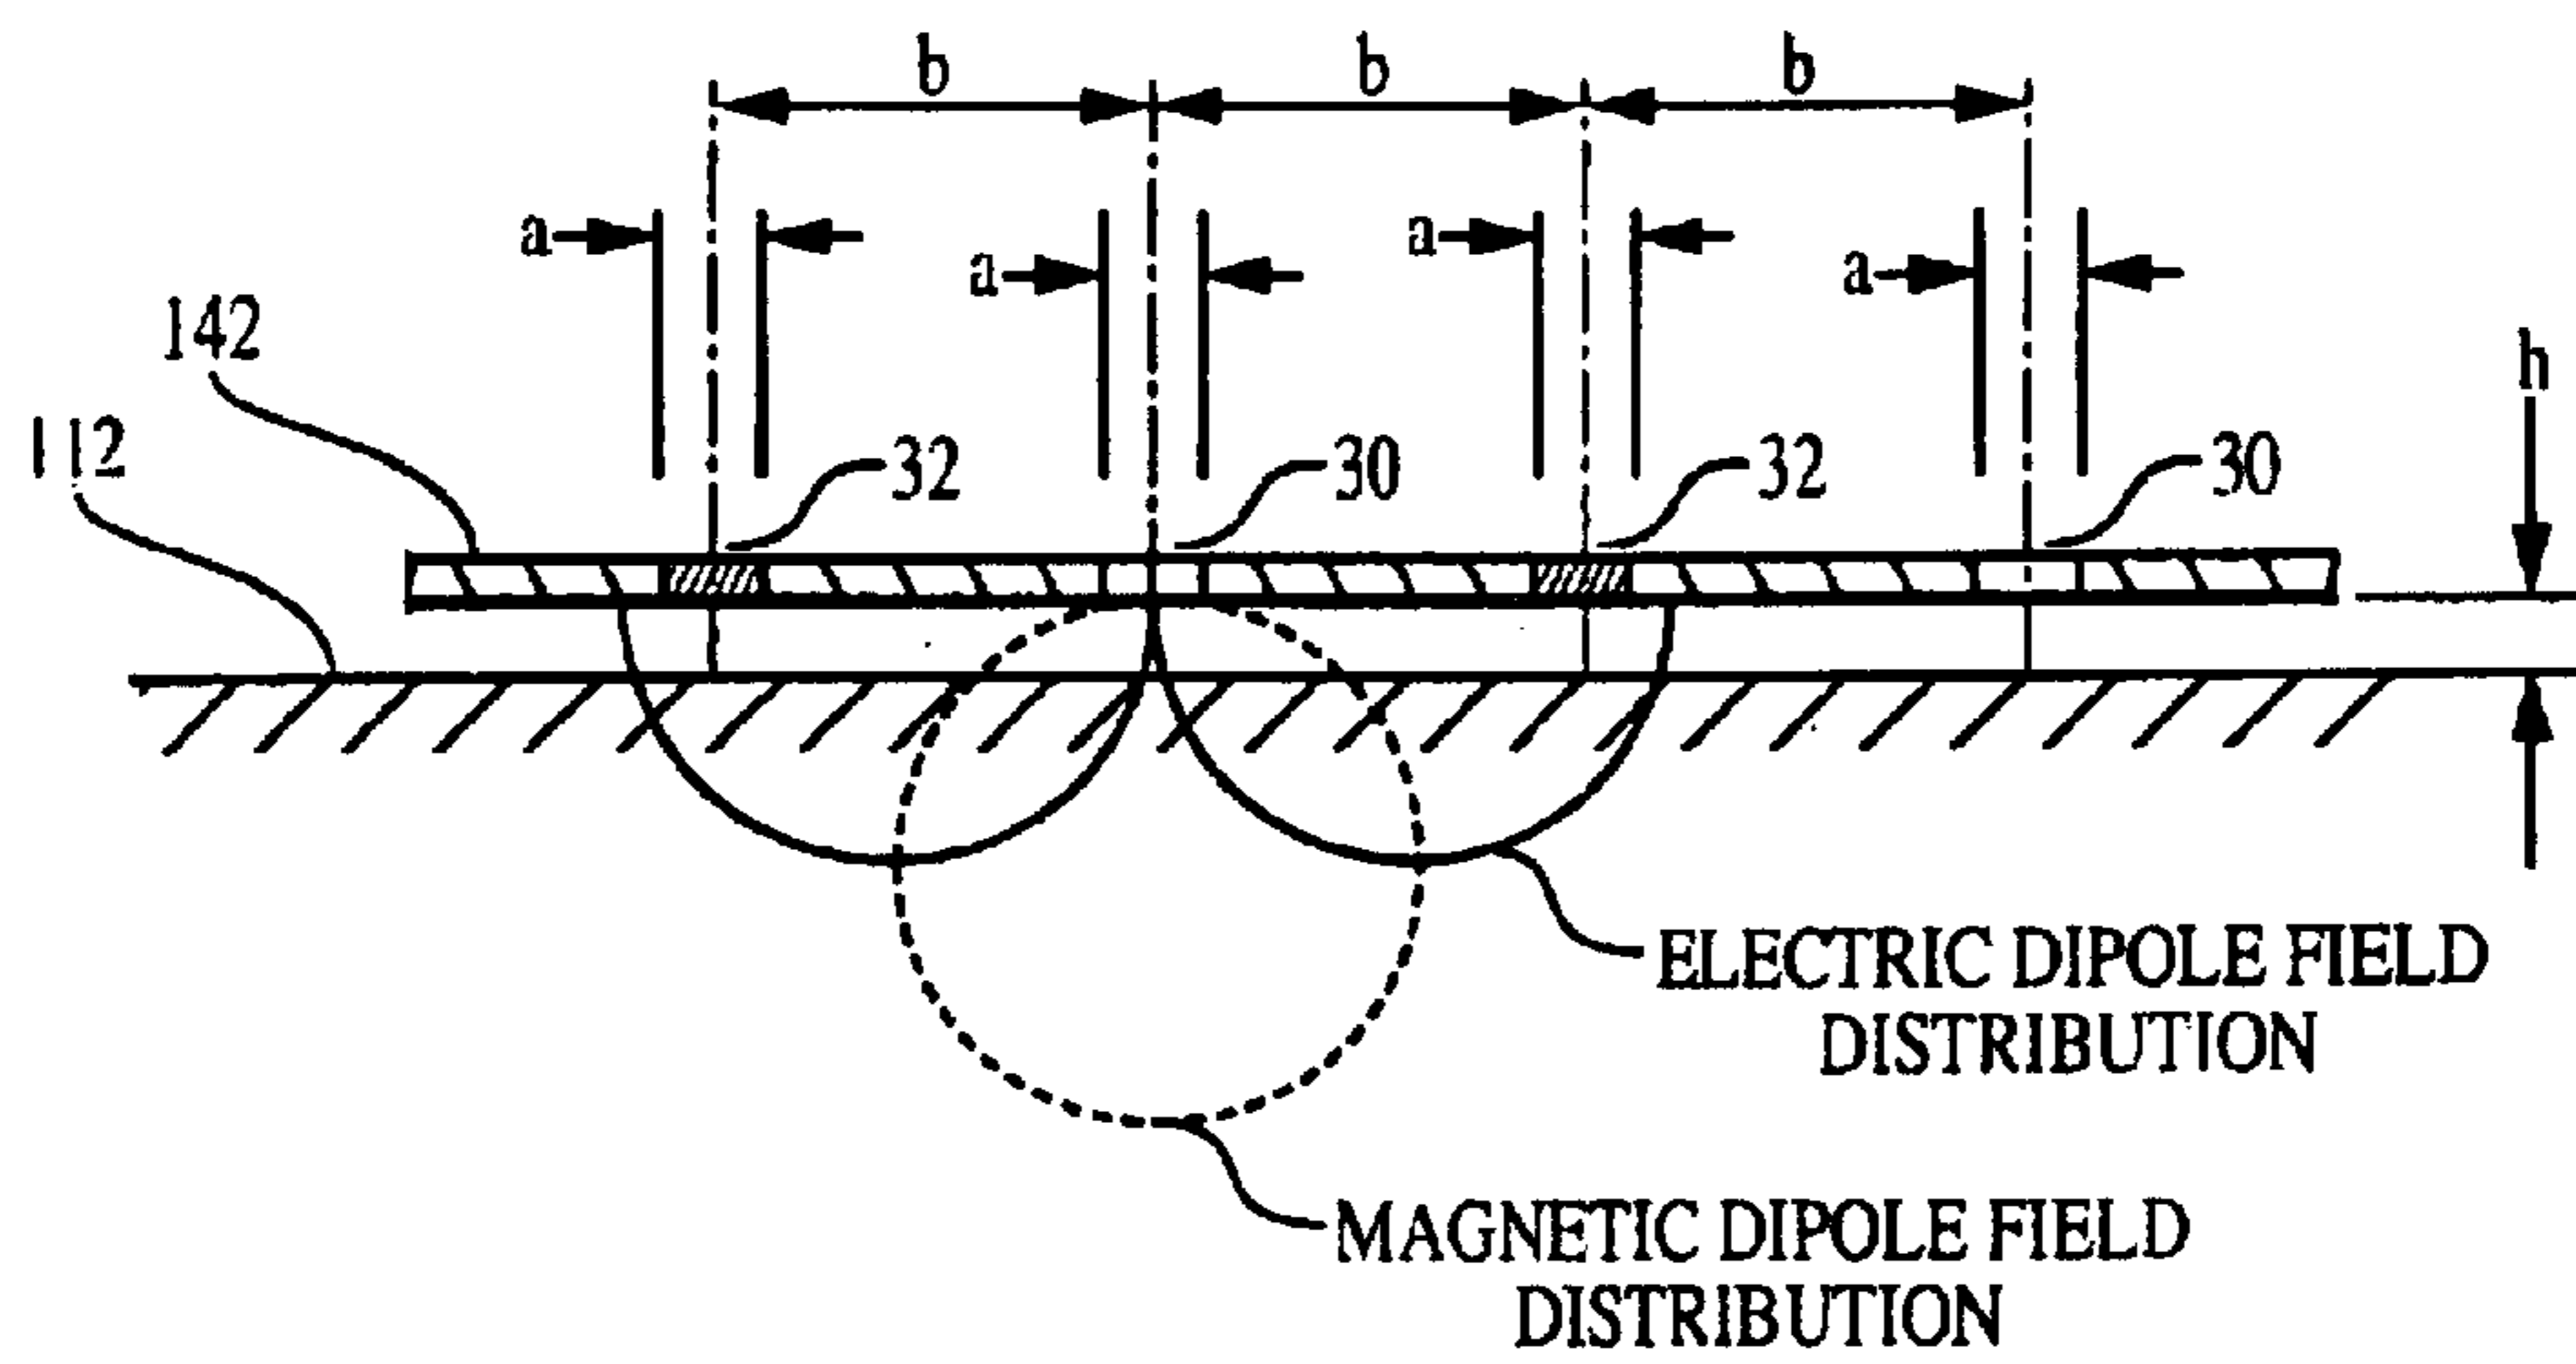 b b b
a a a a
142
112
h
32 30 32 30
ELECTRIC DIPOLE FIELD
DISTRIBUTION
MAGNETIC DIPOLE FIELD
DISTRIBUTION